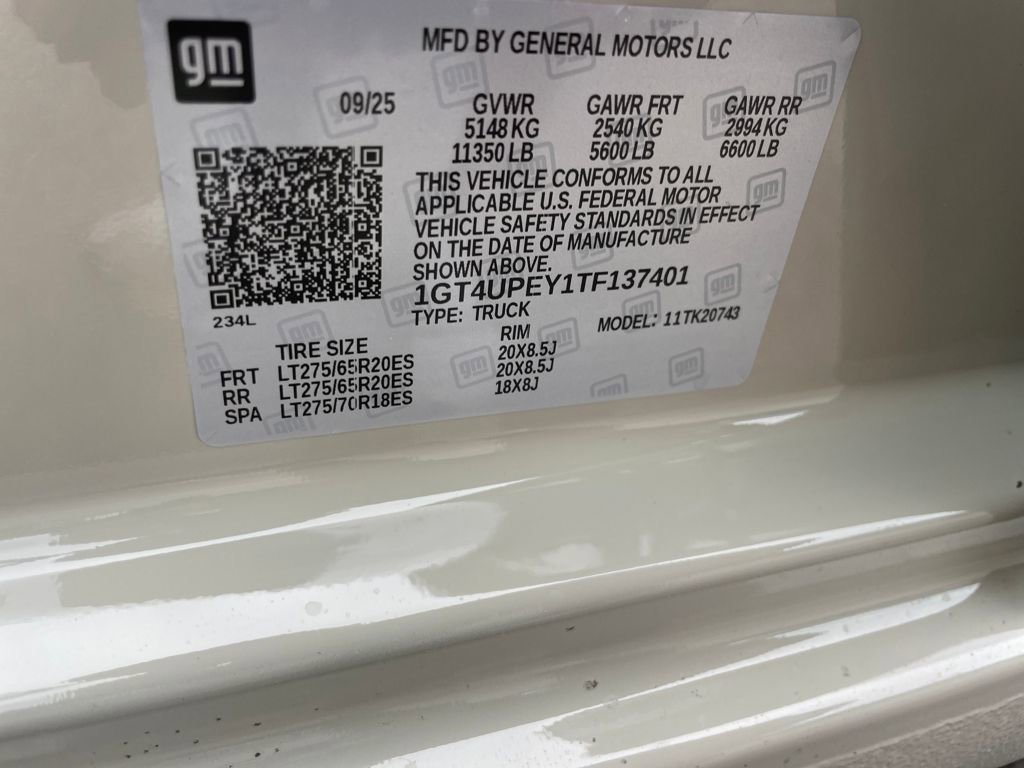 gm
MFD BY GENERAL MOTORS LLC
09/25 GVWR GAWR FRT GAWR RR
5148 KG 2540 KG 2994 KG
11350 LB 5600 LB 6600 LB
THIS VEHICLE CONFORMS TO ALL
APPLICABLE U.S. FEDERAL MOTOR
VEHICLE SAFETY STANDARDS IN EFFECT
ON THE DATE OF MANUFACTURE
SHOWN ABOVE.
1GT4UPEY1TF137401
TYPE: TRUCK MODEL: 11TK20743
234L
TIRE SIZE RIM
FRT LT275/65R20ES 20X8.5J
RR LT275/65R20ES 20X8.5J
SPA LT275/70R18ES 18X8J